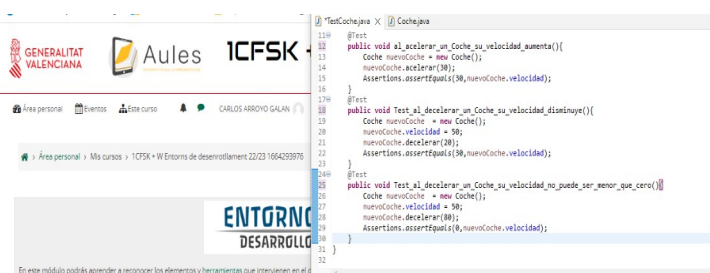 GENERALITAT
VALENCIANA
Aules
1CFSK +
Área personal
Eventos
Este curso
CARLOS ARROYO GALAN
> Área personal > Mis cursos > 1CFSK + W Entorns de desenrotllament 22/23 1664293976
ENTORNO
DESARROLLO
En este módulo podrás aprender a reconocer los elementos y herramientas que intervienen en el d
*TestCoche.java
Coche.java
11 @Test
12 public void al_acelerar_un_Coche_su_velocidad_aumenta(){
13 Coche nuevoCoche = new Coche();
14 nuevoCoche.acelerar(30);
15 Assertions.assertEquals(30,nuevoCoche.velocidad);
16 }
17 @Test
18 public void Test_al_decelerar_un_Coche_su_velocidad_disminuye(){
19 Coche nuevoCoche = new Coche();
20 nuevoCoche.velocidad = 50;
21 nuevoCoche.decelerar(20);
22 Assertions.assertEquals(30,nuevoCoche.velocidad);
23 }
24 @Test
25 public void Test_al_decelerar_un_Coche_su_velocidad_no_puede_ser_menor_que_cero(){
26 Coche nuevoCoche = new Coche();
27 nuevoCoche.velocidad = 50;
28 nuevoCoche.decelerar(80);
29 Assertions.assertEquals(0,nuevoCoche.velocidad);
30 }
31 }
32